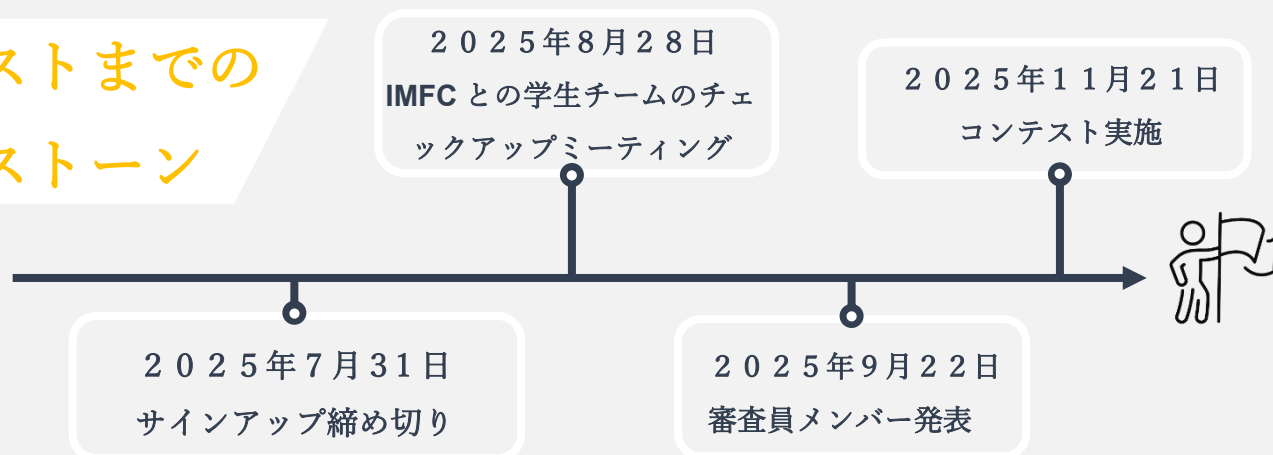 ストまでの
ストーン
２０２５年８月２８日
IMFC との学生チームのチェ
ックアップミーティング
２０２５年１１月２１日
コンテスト実施
２０２５年７月３１日
サインアップ締め切り
２０２５年９月２２日
審査員メンバー発表